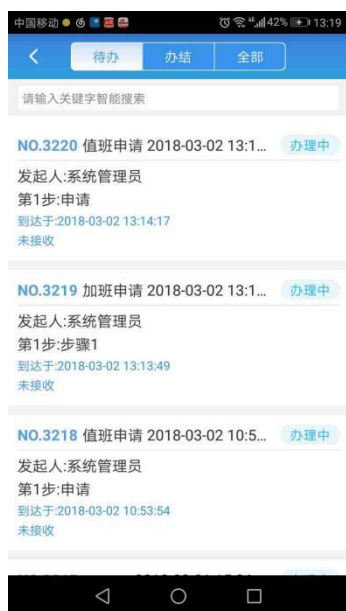 中国移动 42% 13:19
待办 办结 全部
请输入关键字智能搜索
NO.3220 值班申请 2018-03-02 13:1... 办理中
发起人:系统管理员
第1步:申请
到达于:2018-03-02 13:14:17
未接收
NO.3219 加班申请 2018-03-02 13:1... 办理中
发起人:系统管理员
第1步:步骤1
到达于:2018-03-02 13:13:49
未接收
NO.3218 值班申请 2018-03-02 10:5... 办理中
发起人:系统管理员
第1步:申请
到达于:2018-03-02 10:53:54
未接收